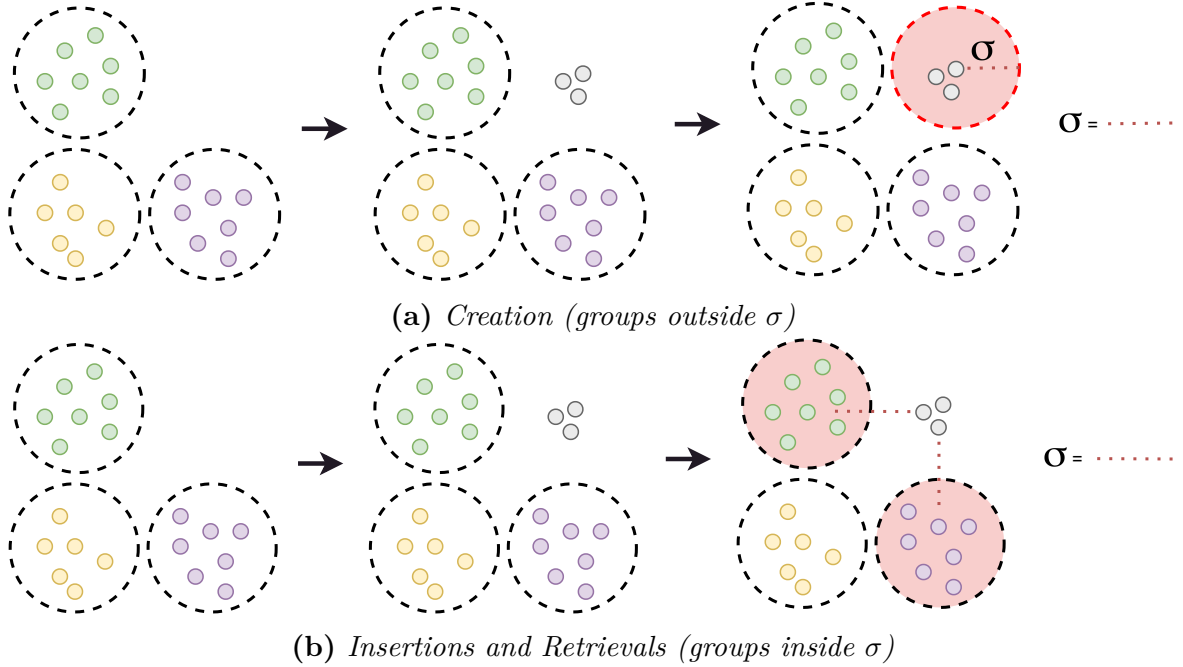 σ
σ =
(a) Creation (groups outside σ)
σ =
(b) Insertions and Retrievals (groups inside σ)